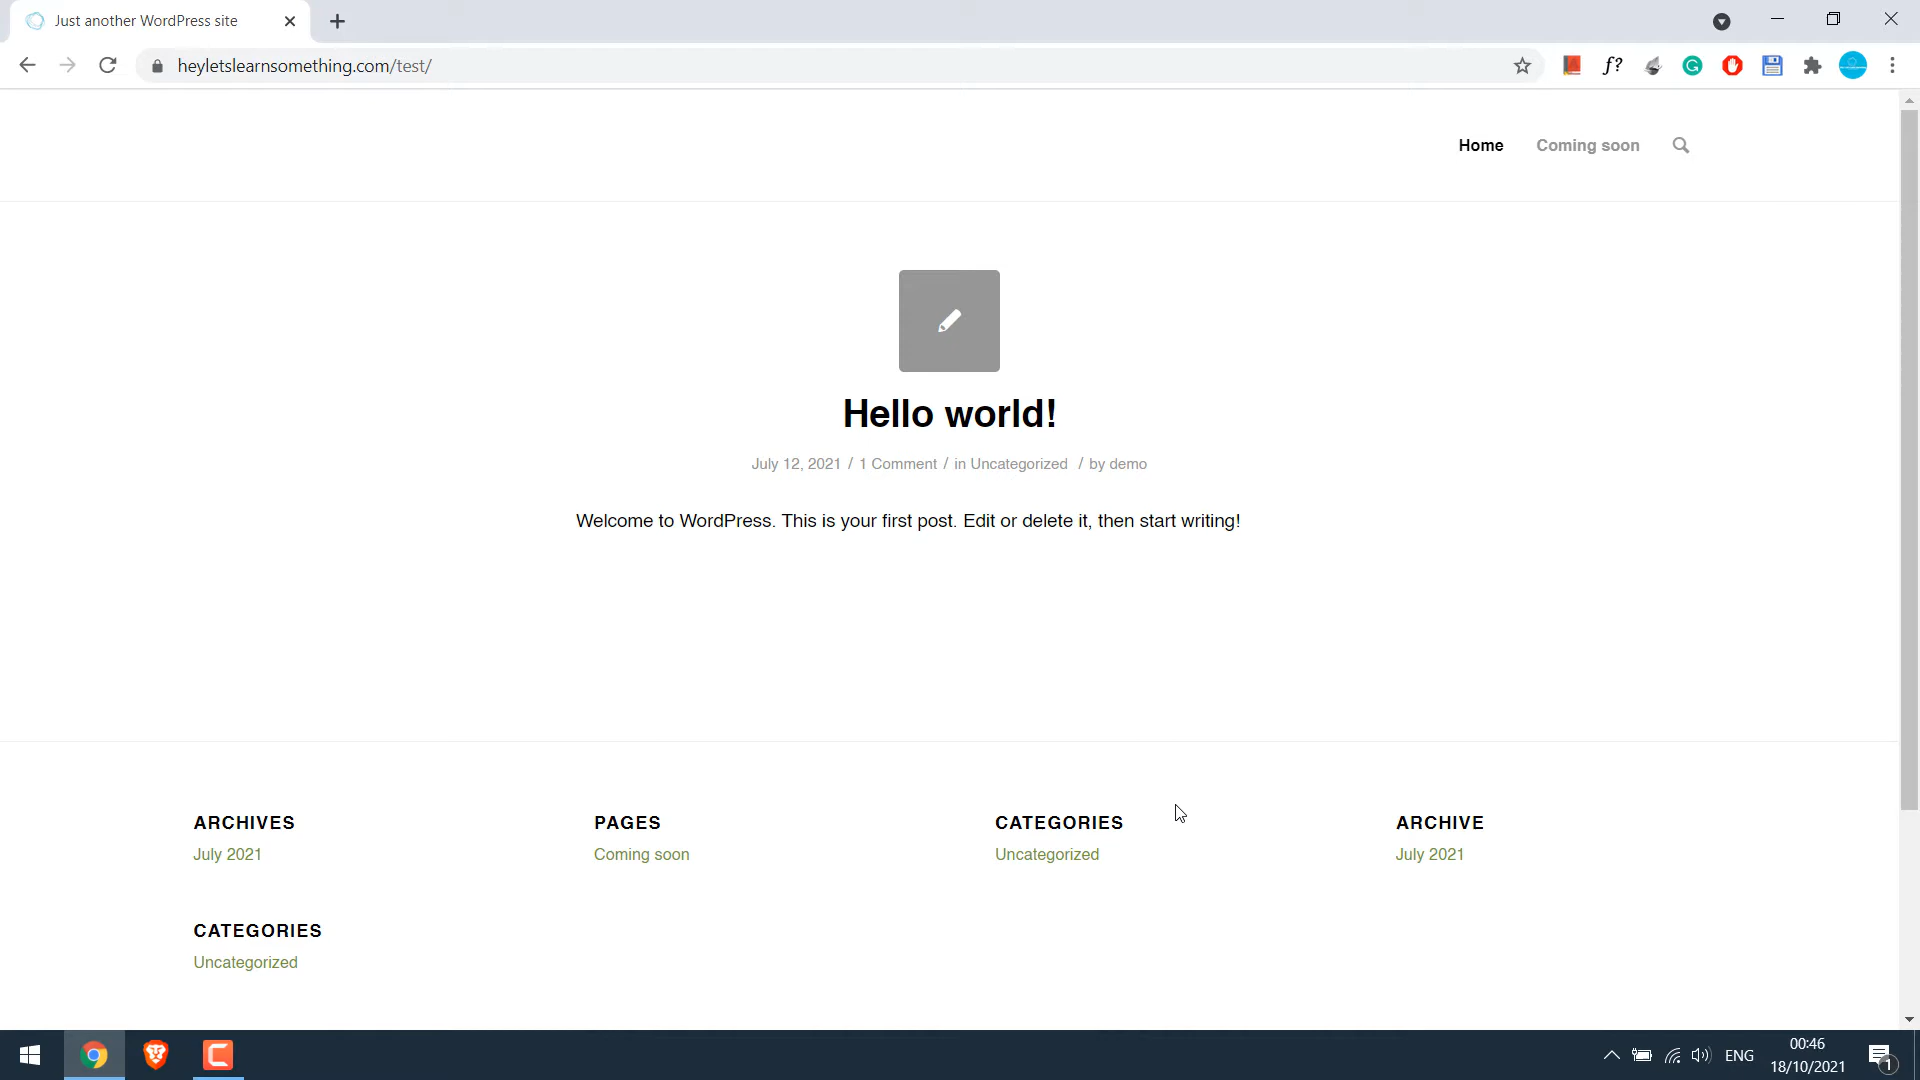 Just another WordPress site
heyletslearnsomething.com/test/
f?
Home Coming soon
Hello world!
July 12, 2021 / 1 Comment / in Uncategorized / by demo
Welcome to WordPress. This is your first post. Edit or delete it, then start writing!
ARCHIVES PAGES CATEGORIES ARCHIVE
July 2021 Coming soon Uncategorized July 2021
CATEGORIES
Uncategorized
ENG 00:46 1
18/10/2021